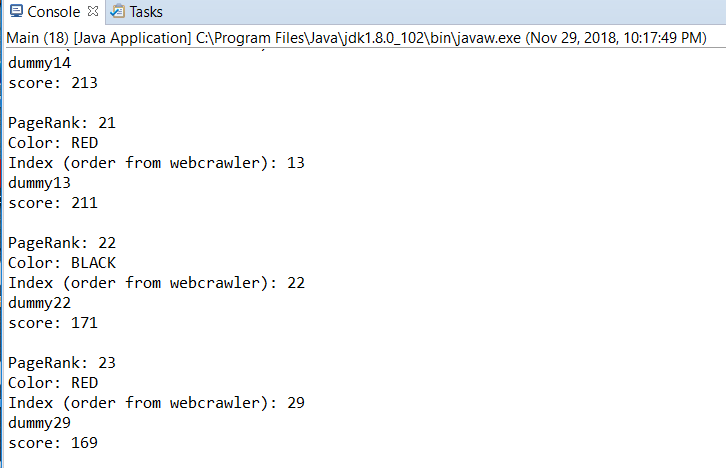 Console Tasks
Main (18) [Java Application] C:\Program Files\Java\jdk1.8.0_102\bin\javaw.exe (Nov 29, 2018, 10:17:49 PM)
dummy14
score: 213
PageRank: 21
Color: RED
Index (order from webcrawler): 13
dummy13
score: 211
PageRank: 22
Color: BLACK
Index (order from webcrawler): 22
dummy22
score: 171
PageRank: 23
Color: RED
Index (order from webcrawler): 29
dummy29
score: 169